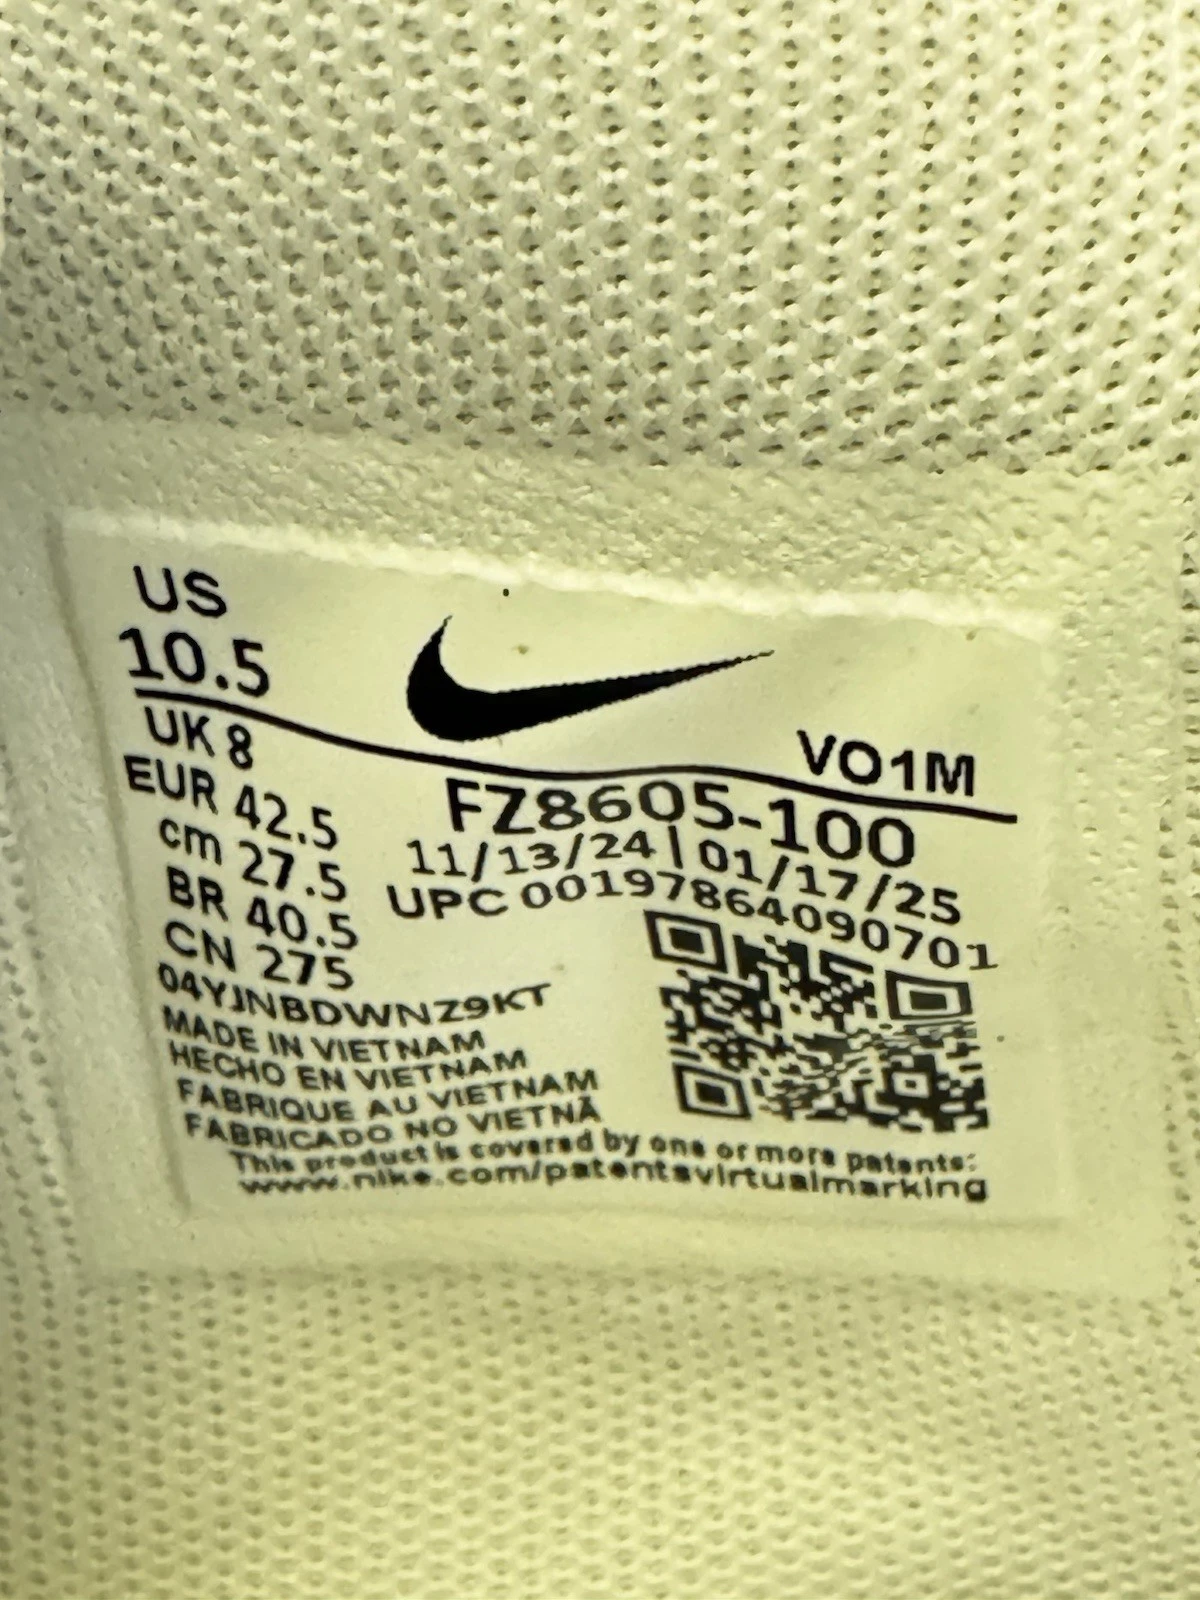 US
10.5
UK 8
EUR 42.5
cm 27.5
BR 40.5
CN 275
VO1M
FZ8605-100
11/13/24 | 01/17/25
UPC 00197864090701
04YJNBDWNZ9KT
MADE IN VIETNAM
HECHO EN VIETNAM
FABRIQUE AU VIETNAM
FABRICADO NO VIETNÃ
This product is covered by one or more patents:
www.nike.com/patentsvirtualmarking